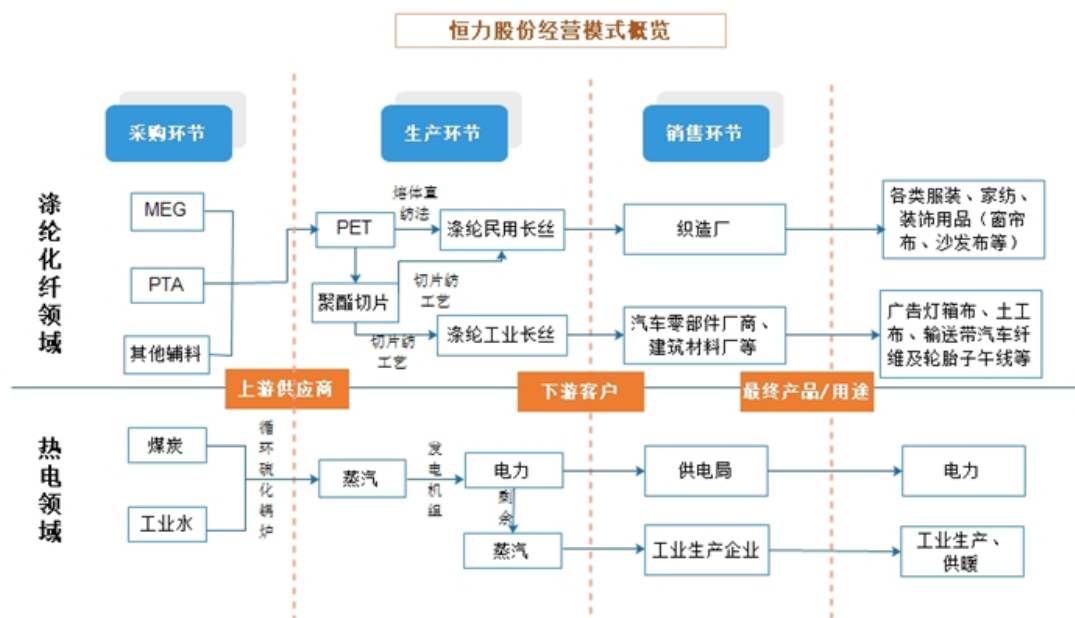 恒力股份经营模式概览
采购环节
生产环节
销售环节
涤纶化纤领域
MEG
PTA
其他辅料
PET
熔体直
纺法
涤纶民用长丝
聚酯切片
切片纺
工艺
切片纺
工艺
涤纶工业长丝
织造厂
汽车零部件厂商、
建筑材料厂等
各类服装、家纺、
装饰用品（窗帘
布、沙发布等）
广告灯箱布、土工
布、输送带汽车纤
维及轮胎子午线等
上游供应商
下游客户
最终产品/用途
热电领域
煤炭
工业水
循环硫化锅炉
蒸汽
发电机组
电力
剩余
蒸汽
供电局
工业生产企业
电力
工业生产、
供暖